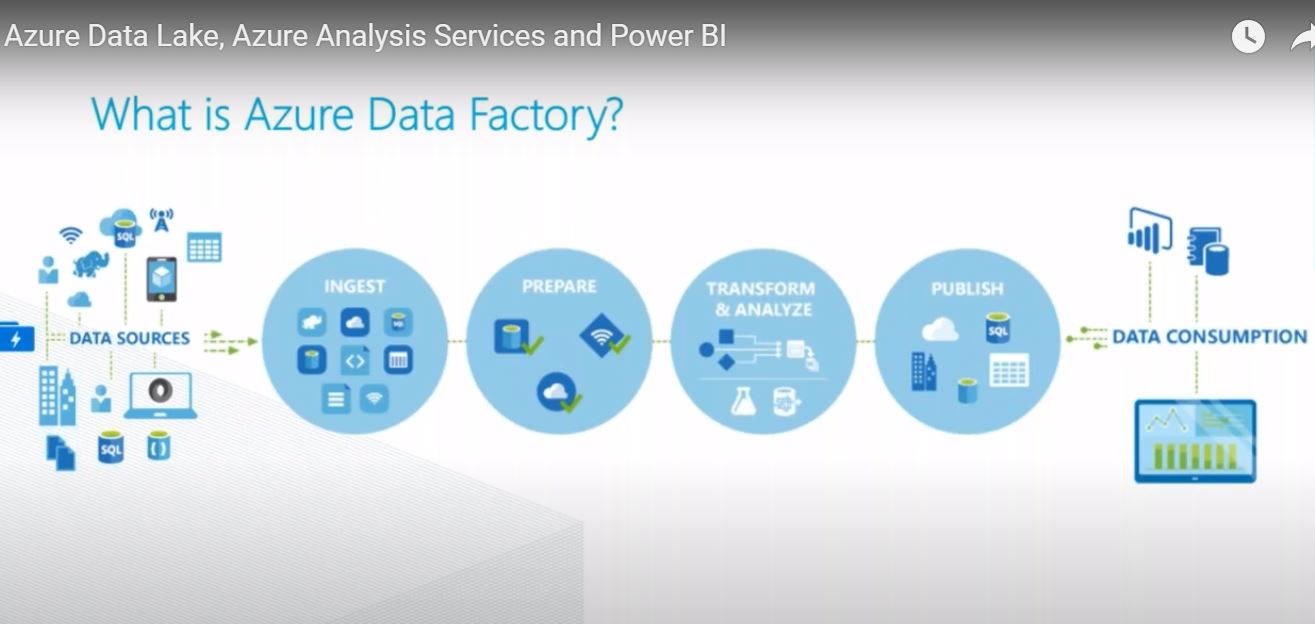 Azure Data Lake, Azure Analysis Services and Power BI
What is Azure Data Factory?
SQL
DATA SOURCES
SQL
INGEST
SQL
PREPARE
TRANSFORM
& ANALYZE
PUBLISH
SQL
DATA CONSUMPTION